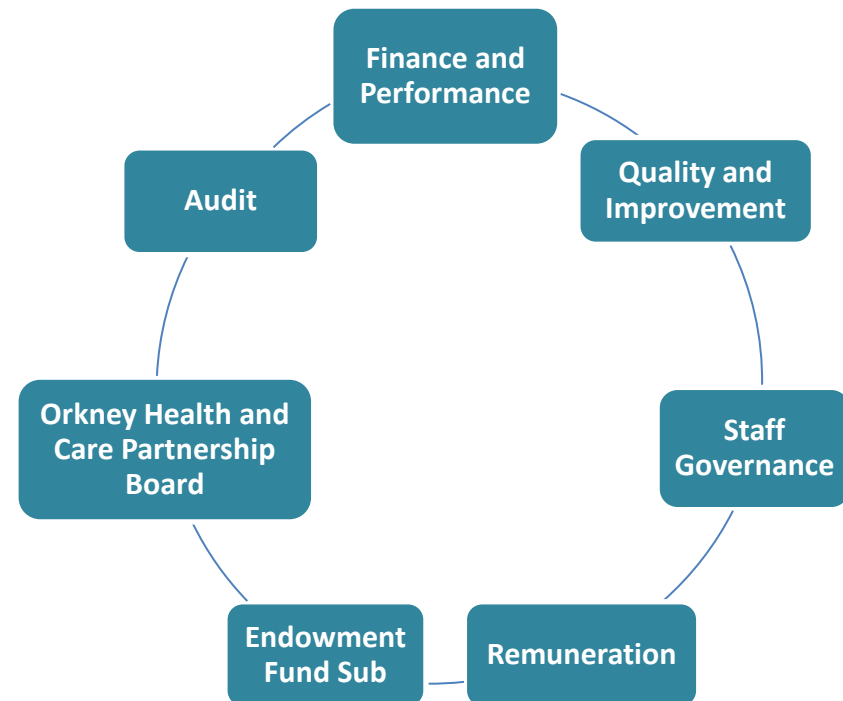 Finance and
Performance
Quality and
Improvement
Audit
Orkney Health and
Care Partnership
Board
Staff
Governance
Endowment
Fund Sub
Remuneration